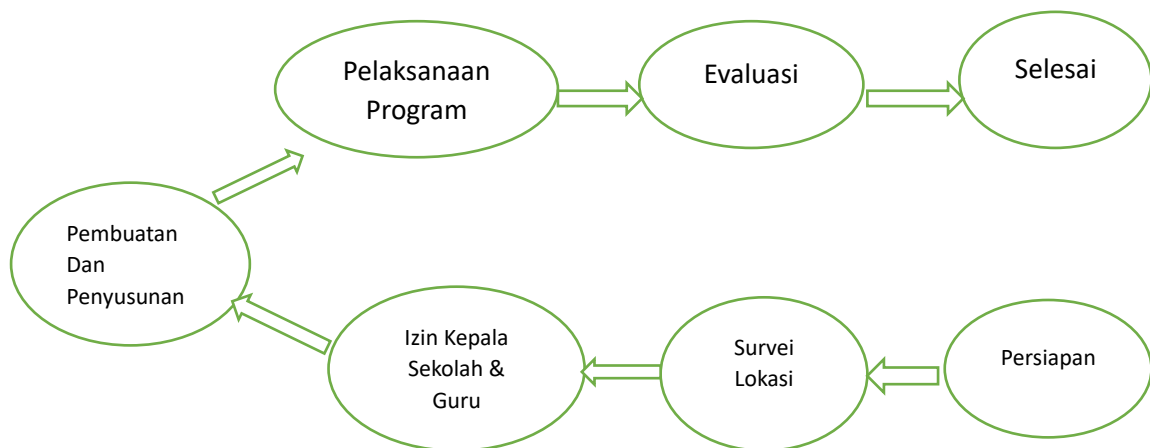 Pelaksanaan
Program
Evaluasi
Selesai
Pembuatan
Dan
Penyusunan
Izin Kepala
Sekolah &
Guru
Survei
Lokasi
Persiapan